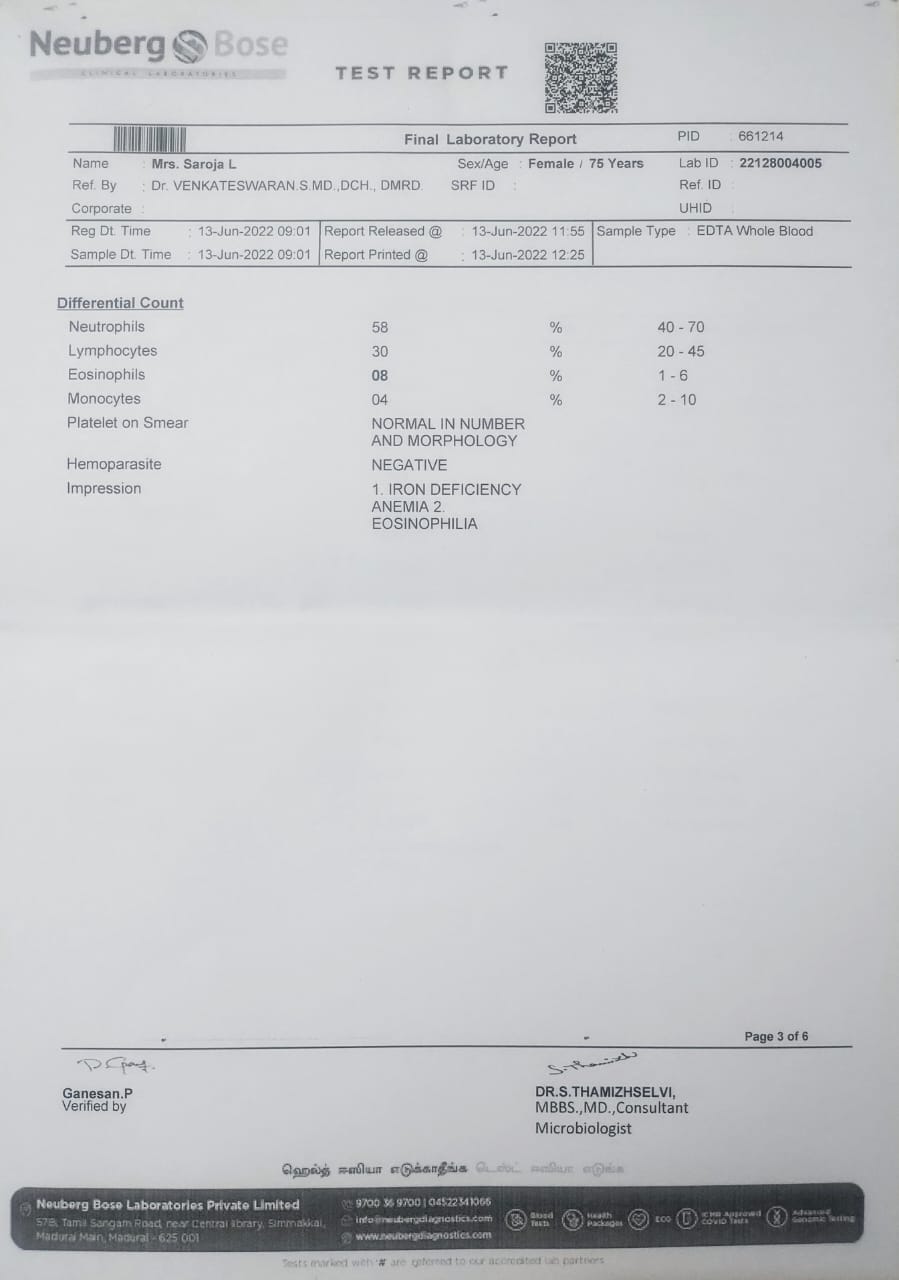 Neuberg Bose
CLINICAL LABORATORIES
TEST REPORT
Final Laboratory Report PID : 661214
Name : Mrs. Saroja L Sex/Age : Female / 75 Years Lab ID : 22128004005
Ref. By : Dr. VENKATESWARAN.S.MD.,DCH., DMRD. SRF ID : Ref. ID :
Corporate : UHID :
Reg Dt. Time : 13-Jun-2022 09:01 Report Released @ : 13-Jun-2022 11:55 Sample Type : EDTA Whole Blood
Sample Dt. Time : 13-Jun-2022 09:01 Report Printed @ : 13-Jun-2022 12:25
Differential Count
Neutrophils 58 % 40 - 70
Lymphocytes 30 % 20 - 45
Eosinophils 08 % 1 - 6
Monocytes 04 % 2 - 10
Platelet on Smear NORMAL IN NUMBER
AND MORPHOLOGY
Hemoparasite NEGATIVE
Impression 1. IRON DEFICIENCY
ANEMIA 2.
EOSINOPHILIA
Page 3 of 6
Ganesan.P
Verified by
DR.S.THAMIZHSELVI,
MBBS.,MD.,Consultant
Microbiologist
ஹெல்த் ஈஸியா எடுக்காதீங்க டெஸ்ட் ஈஸியா எடுங்க
Neuberg Bose Laboratories Private Limited
57B, Tamil Sangam Road, near Central library, Simmakkal,
Madurai Main, Madurai - 625 001
9700 36 9700 | 04522341066
info@neubergdiagnostics.com
www.neubergdiagnostics.com
Blood Tests
Health Packages
ECG
ICMR Approved COVID Tests
Advanced Genomic Testing
Tests marked with '#' are referred to our accredited lab partners